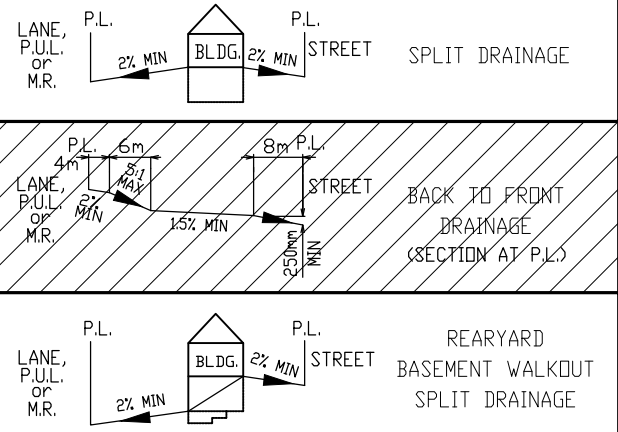 P.L.
P.L.
LANE,
P.U.L.
or
M.R.
2% MIN
BLDG.
2% MIN
STREET
SPLIT DRAINAGE
P.L.
6m
8m
P.L.
4m
5:1
MAX
LANE,
P.U.L.
or
M.R.
2%
MIN
1.5% MIN
STREET
250mm
MIN
BACK TO FRONT
DRAINAGE
(SECTION AT P.L.)
P.L.
P.L.
LANE,
P.U.L.
or
M.R.
2% MIN
BLDG.
2% MIN
STREET
REARYARD
BASEMENT WALKOUT
SPLIT DRAINAGE